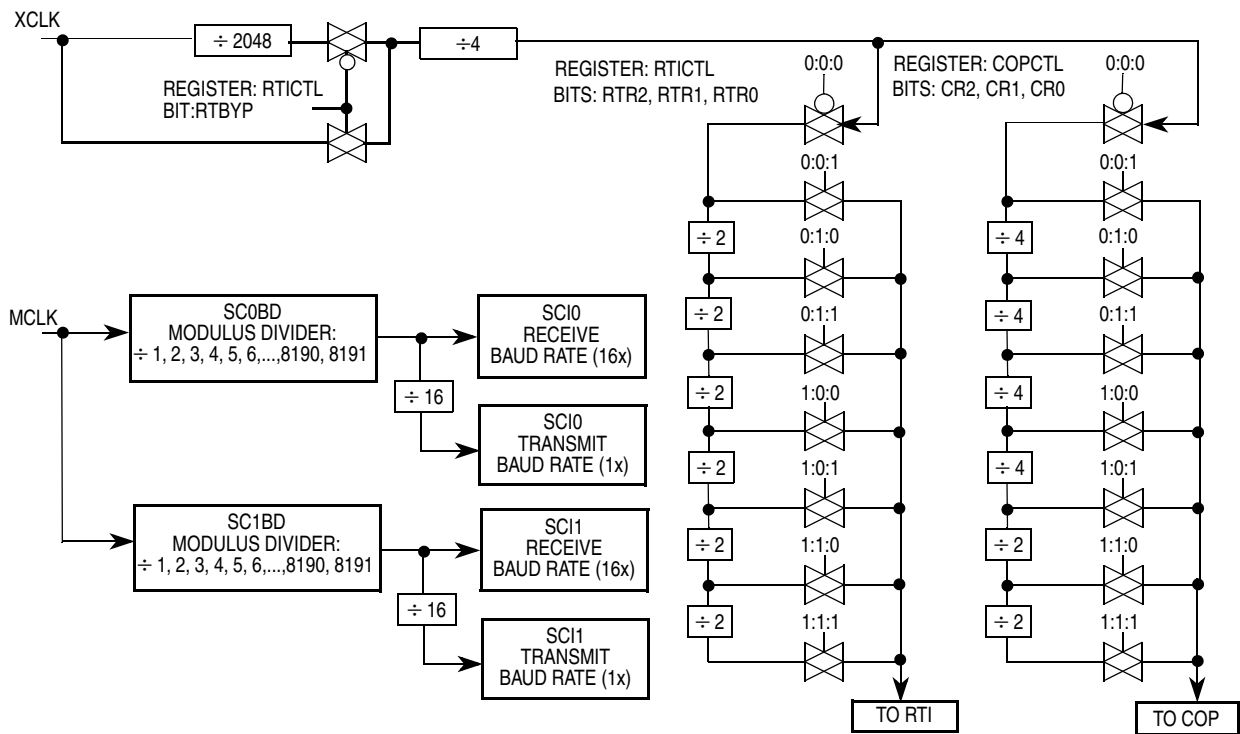 XCLK
÷ 2048
÷4
REGISTER: RTICTL
BIT:RTBYP
REGISTER: RTICTL
BITS: RTR2, RTR1, RTR0
0:0:0
REGISTER: COPCTL
BITS: CR2, CR1, CR0
0:0:0
0:0:1
÷ 2
0:1:0
÷ 2
0:1:1
÷ 2
1:0:0
÷ 2
1:0:1
÷ 2
1:1:0
÷ 2
1:1:1
TO RTI
0:0:1
÷ 4
0:1:0
÷ 4
0:1:1
÷ 4
1:0:0
÷ 4
1:0:1
÷ 2
1:1:0
÷ 2
1:1:1
TO COP
MCLK
SC0BD
MODULUS DIVIDER:
÷ 1, 2, 3, 4, 5, 6,...,8190, 8191
SCI0
RECEIVE
BAUD RATE (16x)
÷ 16
SCI0
TRANSMIT
BAUD RATE (1x)
SC1BD
MODULUS DIVIDER:
÷ 1, 2, 3, 4, 5, 6,...,8190, 8191
SCI1
RECEIVE
BAUD RATE (16x)
÷ 16
SCI1
TRANSMIT
BAUD RATE (1x)